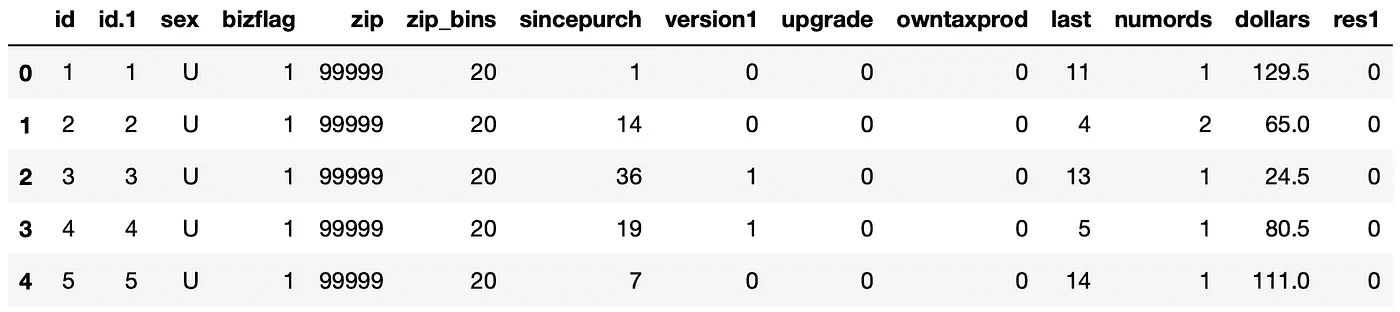 id id.1 sex bizflag zip zip_bins sincepurch version1 upgrade owntaxprod last numords dollars res1
0 1 1 U 1 99999 20 1 0 0 0 11 1 129.5 0
1 2 2 U 1 99999 20 14 0 0 0 4 2 65.0 0
2 3 3 U 1 99999 20 36 1 0 0 13 1 24.5 0
3 4 4 U 1 99999 20 19 1 0 0 5 1 80.5 0
4 5 5 U 1 99999 20 7 0 0 0 14 1 111.0 0